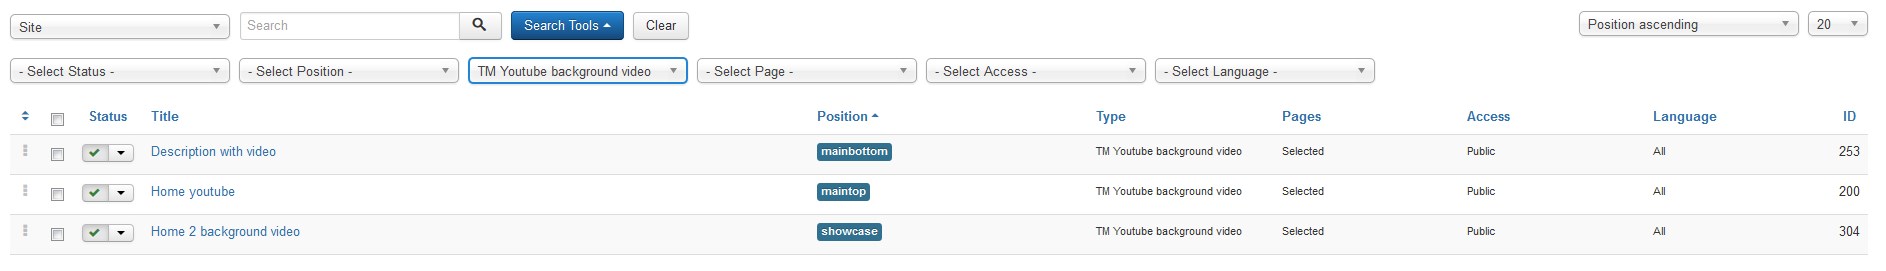 Site Search Search Tools Clear Position ascending 20
- Select Status - - Select Position - TM Youtube background video - Select Page - - Select Access - - Select Language -
Status Title Position Type Pages Access Language ID
Description with video mainbottom TM Youtube background video Selected Public All 253
Home youtube maintop TM Youtube background video Selected Public All 200
Home 2 background video showcase TM Youtube background video Selected Public All 304